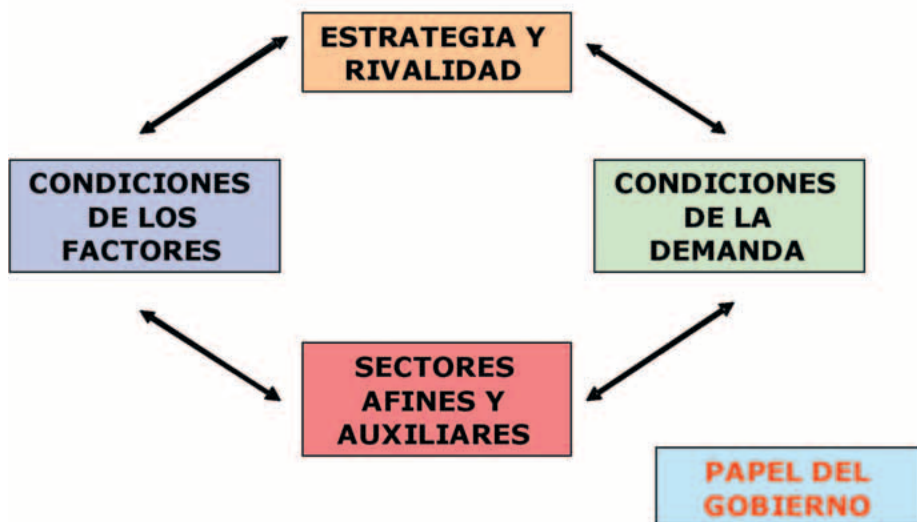 ESTRATEGIA Y
RIVALIDAD
CONDICIONES
DE LOS
FACTORES
CONDICIONES
DE LA
DEMANDA
SECTORES
AFINES Y
AUXILIARES
PAPEL DEL
GOBIERNO